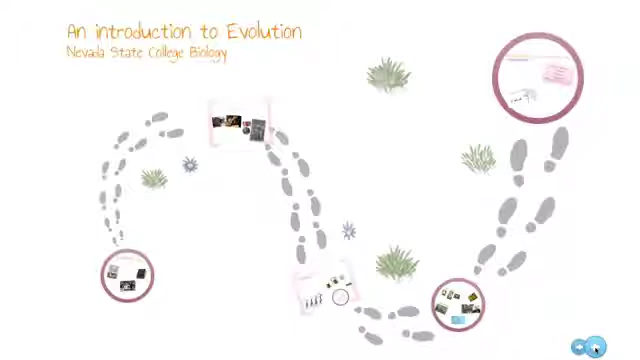 An introduction to Evolution
Nevada State College Biology